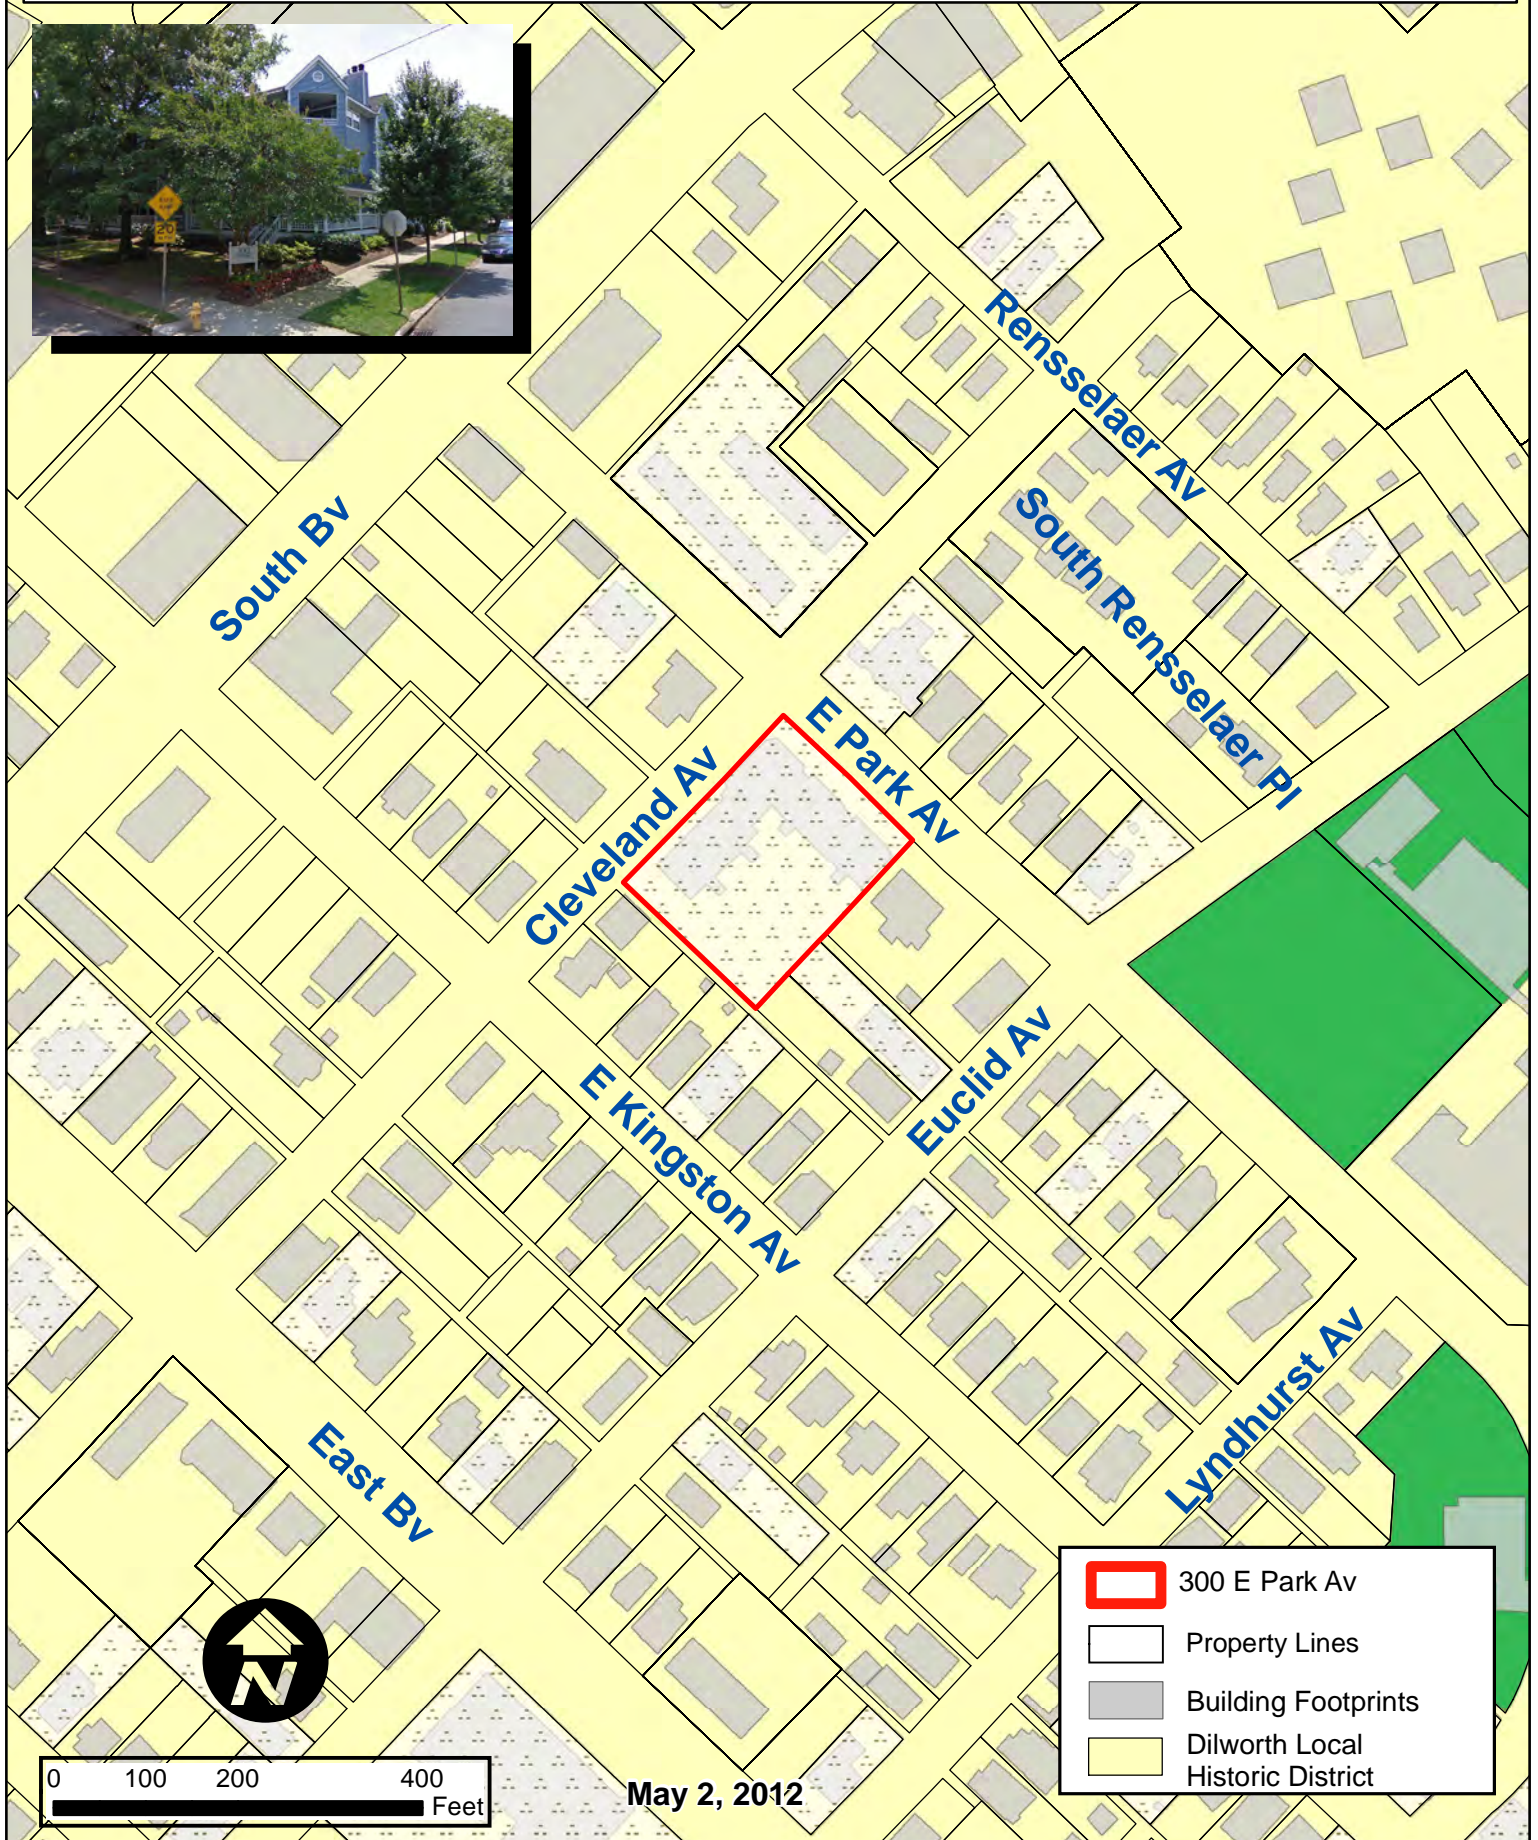 20
Rensselaer Av
South Rensselaer Pl
South Bv
E Park Av
Cleveland Av
Euclid Av
E Kingston Av
Lyndhurst Av
East Bv
N
300 E Park Av
Property Lines
Building Footprints
Dilworth Local
Historic District
0 100 200 400
Feet
May 2, 2012